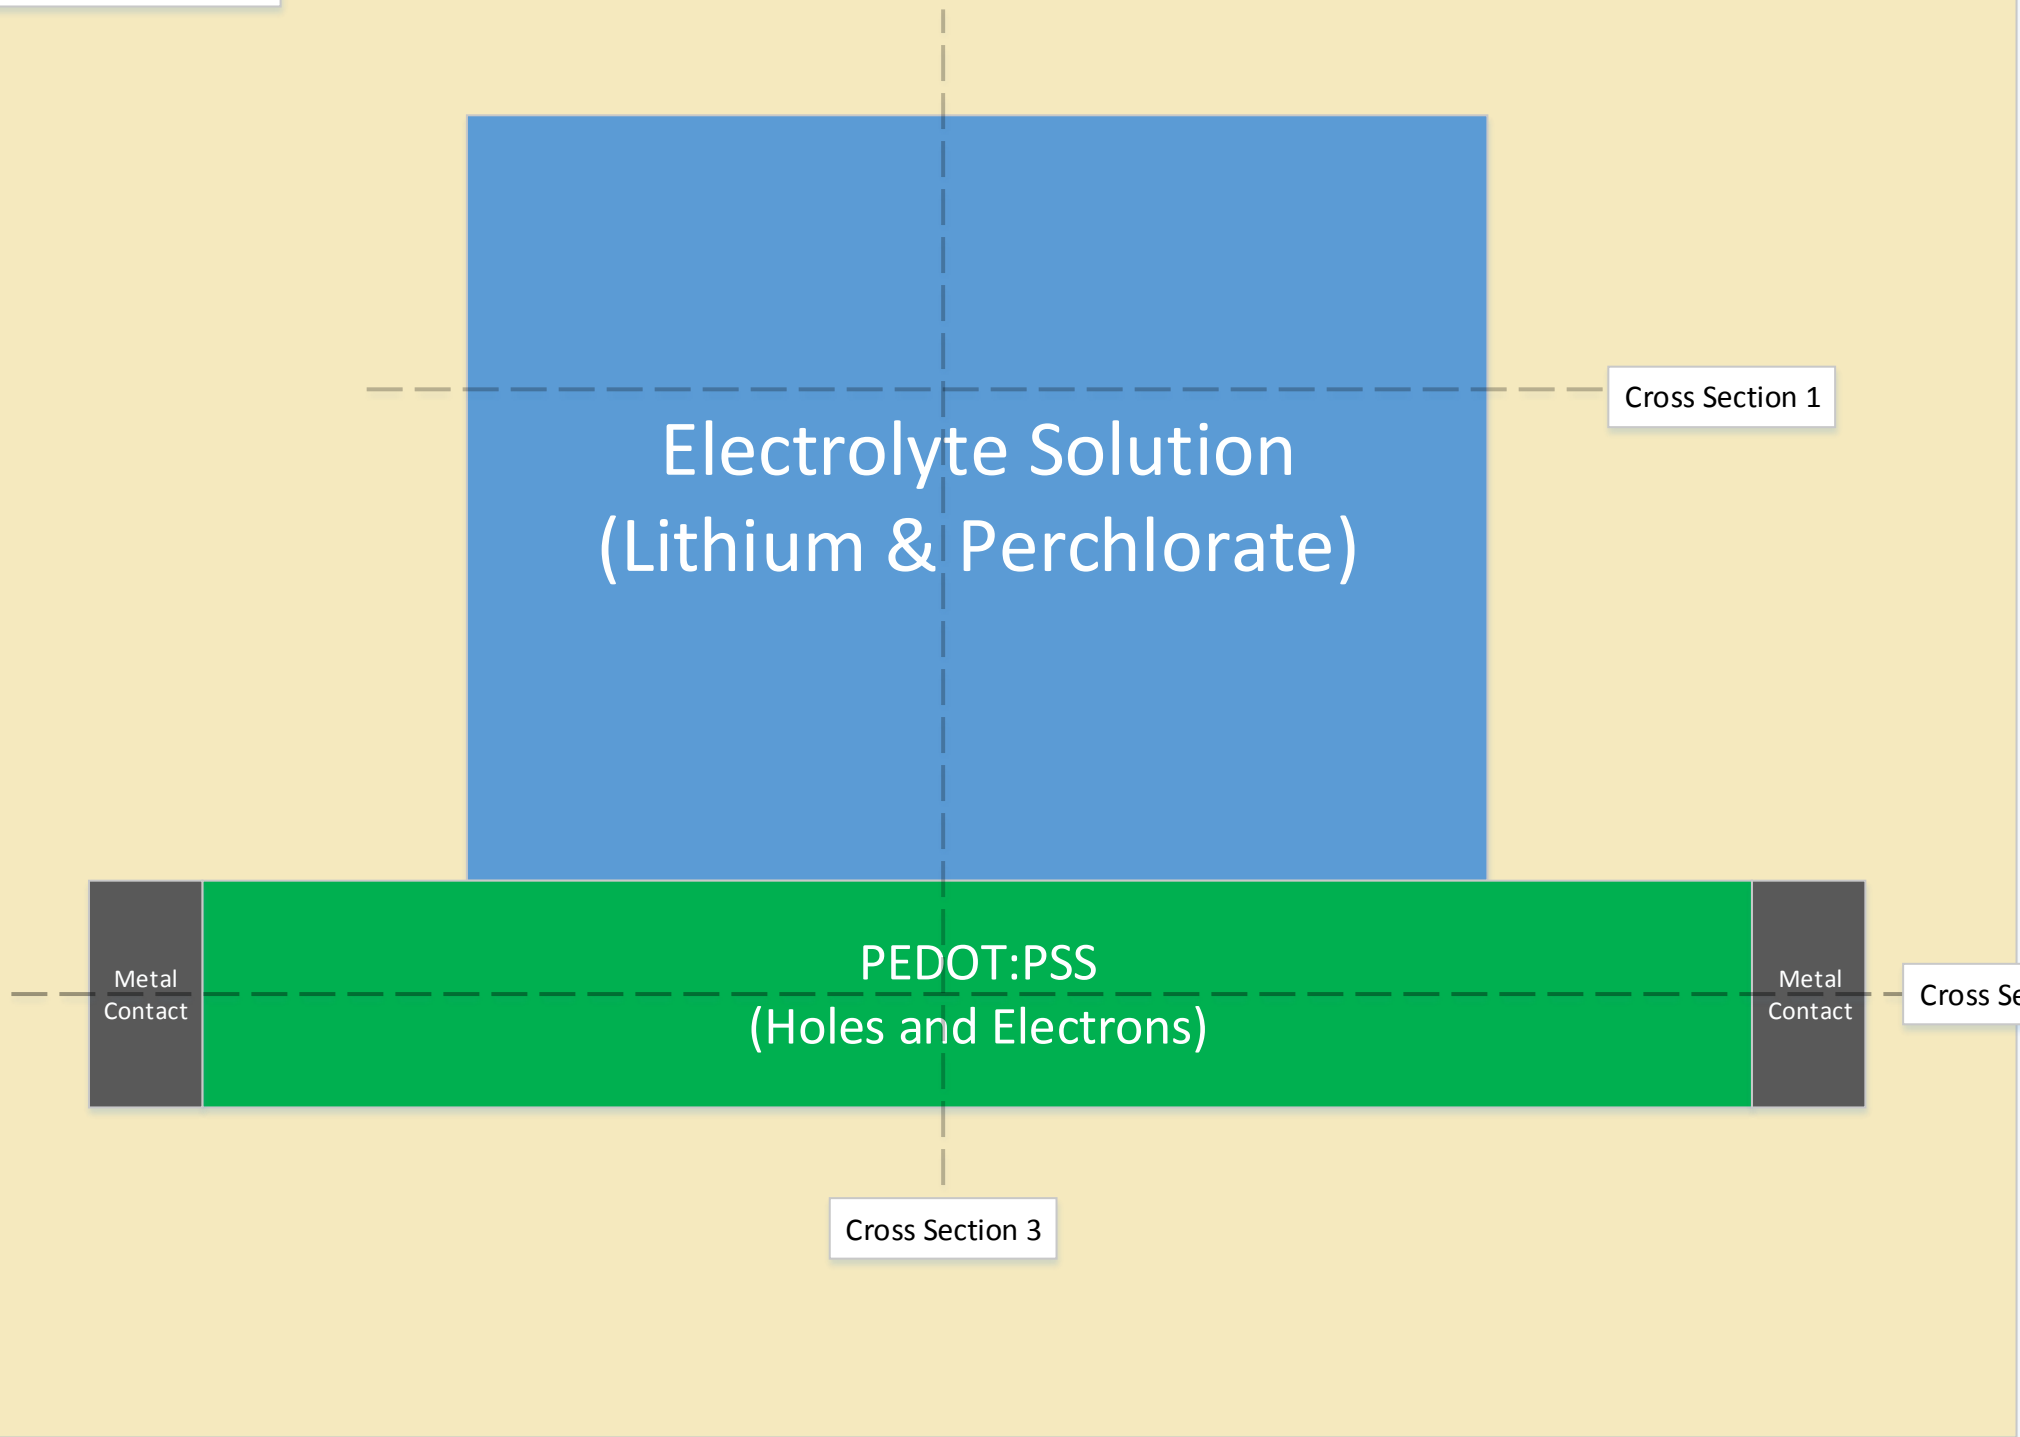 Cross Section 1
Electrolyte Solution
(Lithium & Perchlorate)
Metal
Contact
PEDOT:PSS
(Holes and Electrons)
Metal
Contact
Cross Se
Cross Section 3